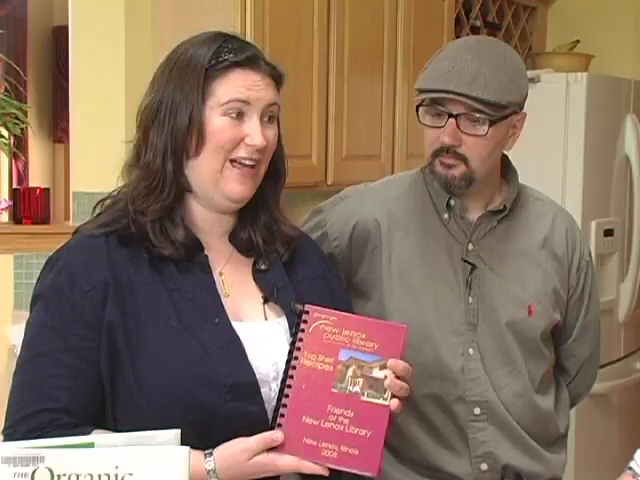 new lenox
public library
Top Shelf
Recipes
Friends
of the
New Lenox Library
New Lenox, Illinois
2008
THE Organic